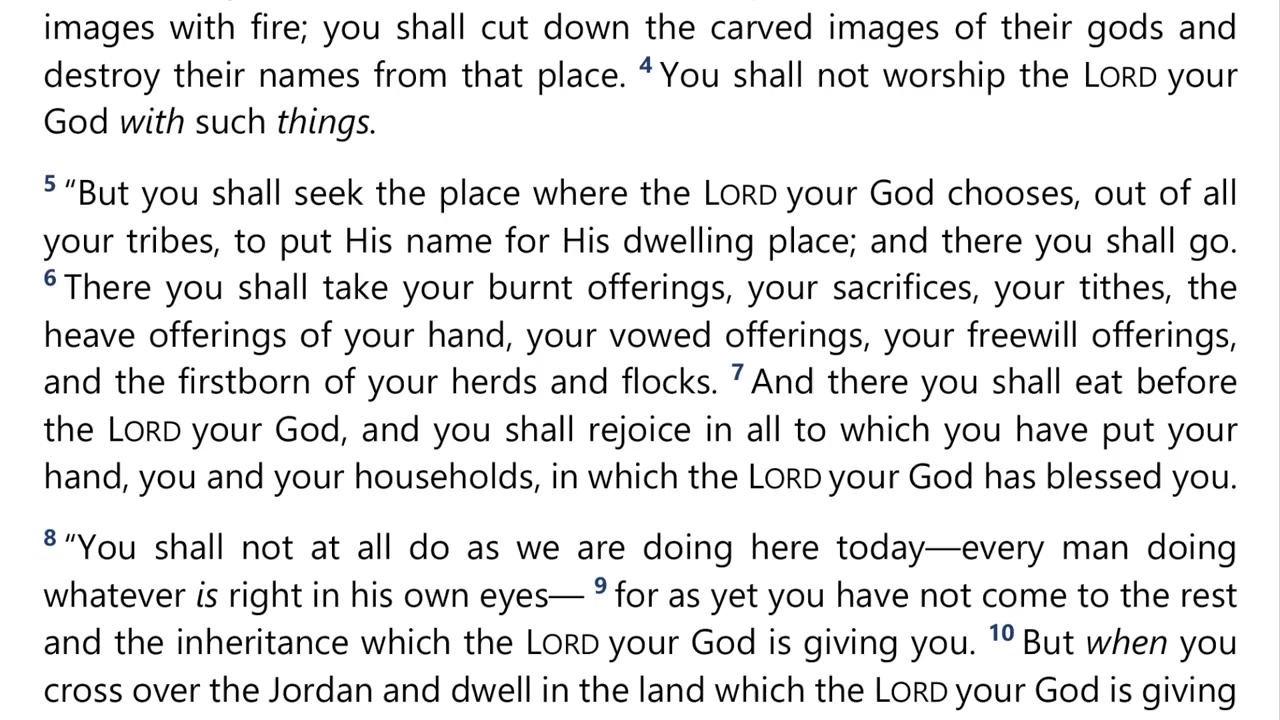 images with fire; you shall cut down the carved images of their gods and
destroy their names from that place. 4 You shall not worship the LORD your
God with such things.
5 “But you shall seek the place where the LORD your God chooses, out of all
your tribes, to put His name for His dwelling place; and there you shall go.
6 There you shall take your burnt offerings, your sacrifices, your tithes, the
heave offerings of your hand, your vowed offerings, your freewill offerings,
and the firstborn of your herds and flocks. 7 And there you shall eat before
the LORD your God, and you shall rejoice in all to which you have put your
hand, you and your households, in which the LORD your God has blessed you.
8 “You shall not at all do as we are doing here today—every man doing
whatever is right in his own eyes— 9 for as yet you have not come to the rest
and the inheritance which the LORD your God is giving you. 10 But when you
cross over the Jordan and dwell in the land which the LORD your God is giving